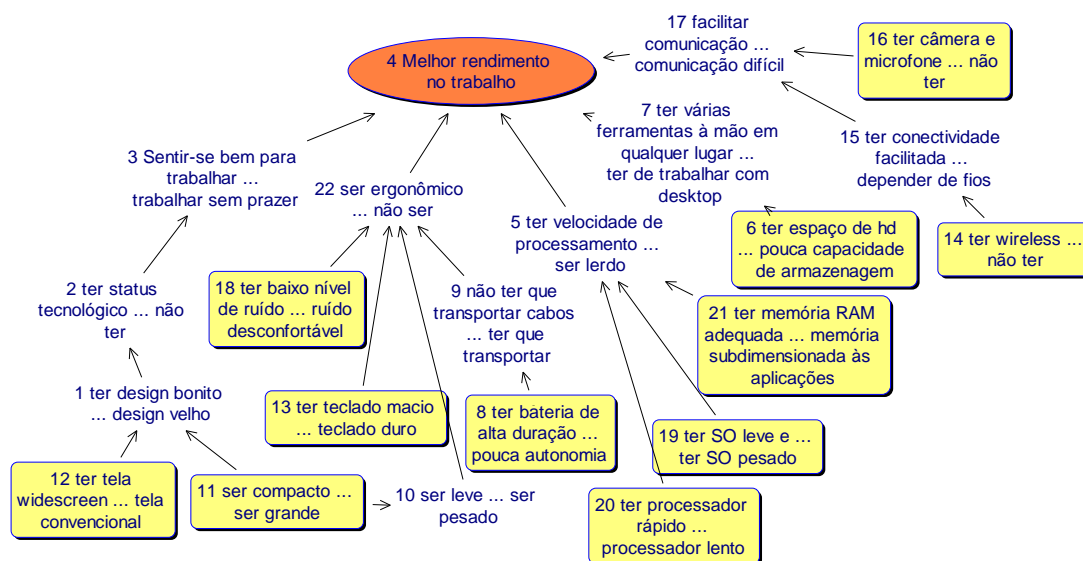 17 facilitar
comunicação ...
comunicação difícil
16 ter câmera e
microfone ... não
ter
4 Melhor rendimento
no trabalho
7 ter várias
ferramentas à mão em
qualquer lugar ...
ter de trabalhar com
desktop
15 ter conectividade
facilitada ...
depender de fios
3 Sentir-se bem para
trabalhar ...
trabalhar sem prazer
22 ser ergonômico
... não ser
5 ter velocidade de
processamento ...
ser lerdo
6 ter espaço de hd
... pouca capacidade
de armazenagem
14 ter wireless ...
não ter
2 ter status
tecnológico ... não
ter
18 ter baixo nível
de ruído ... ruído
desconfortável
9 não ter que
transportar cabos
... ter que
transportar
21 ter memória RAM
adequada ... memória
subdimensionada às
aplicações
1 ter design bonito
... design velho
13 ter teclado macio
... teclado duro
8 ter bateria de
alta duração ...
pouca autonomia
19 ter SO leve e ...
ter SO pesado
12 ter tela
widescreen ... tela
convencional
11 ser compacto ...
ser grande
10 ser leve ... ser
pesado
20 ter processador
rápido ...
processador lento